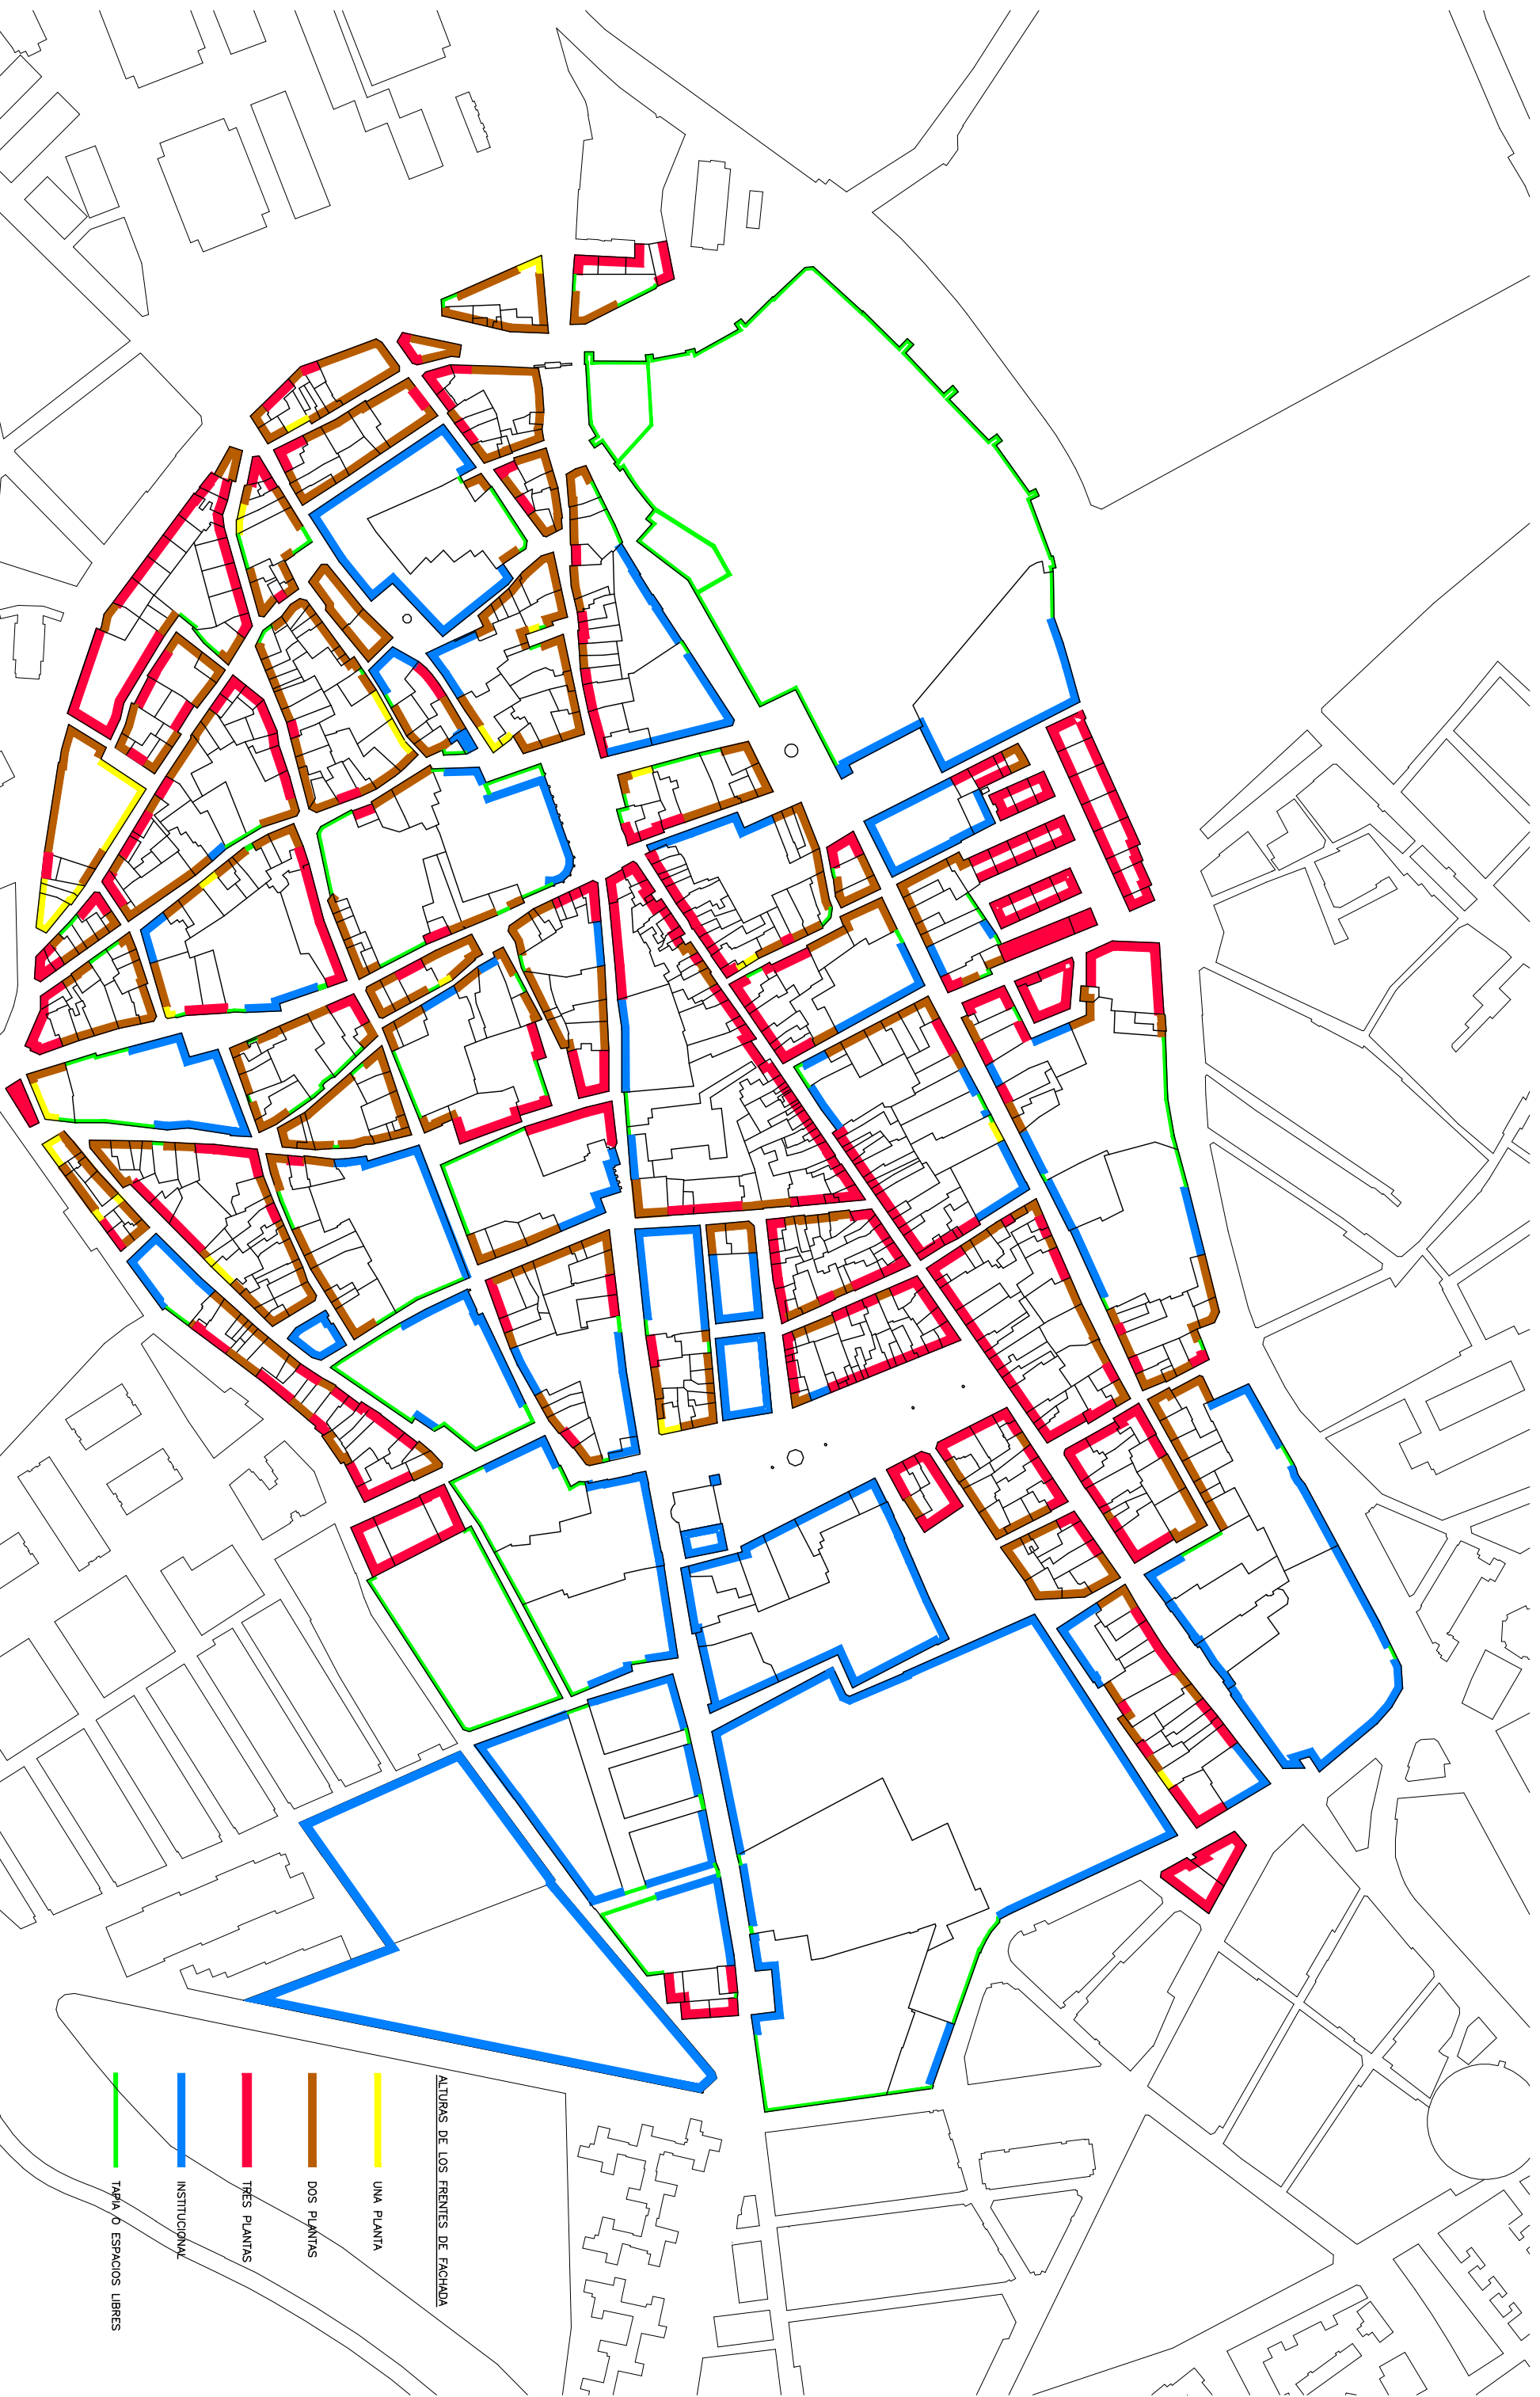 ALTURAS DE LOS FRENTES DE FACHADA
UNA PLANTA
DOS PLANTAS
TRES PLANTAS
INSTITUCIONAL
TAPIA O ESPACIOS LIBRES